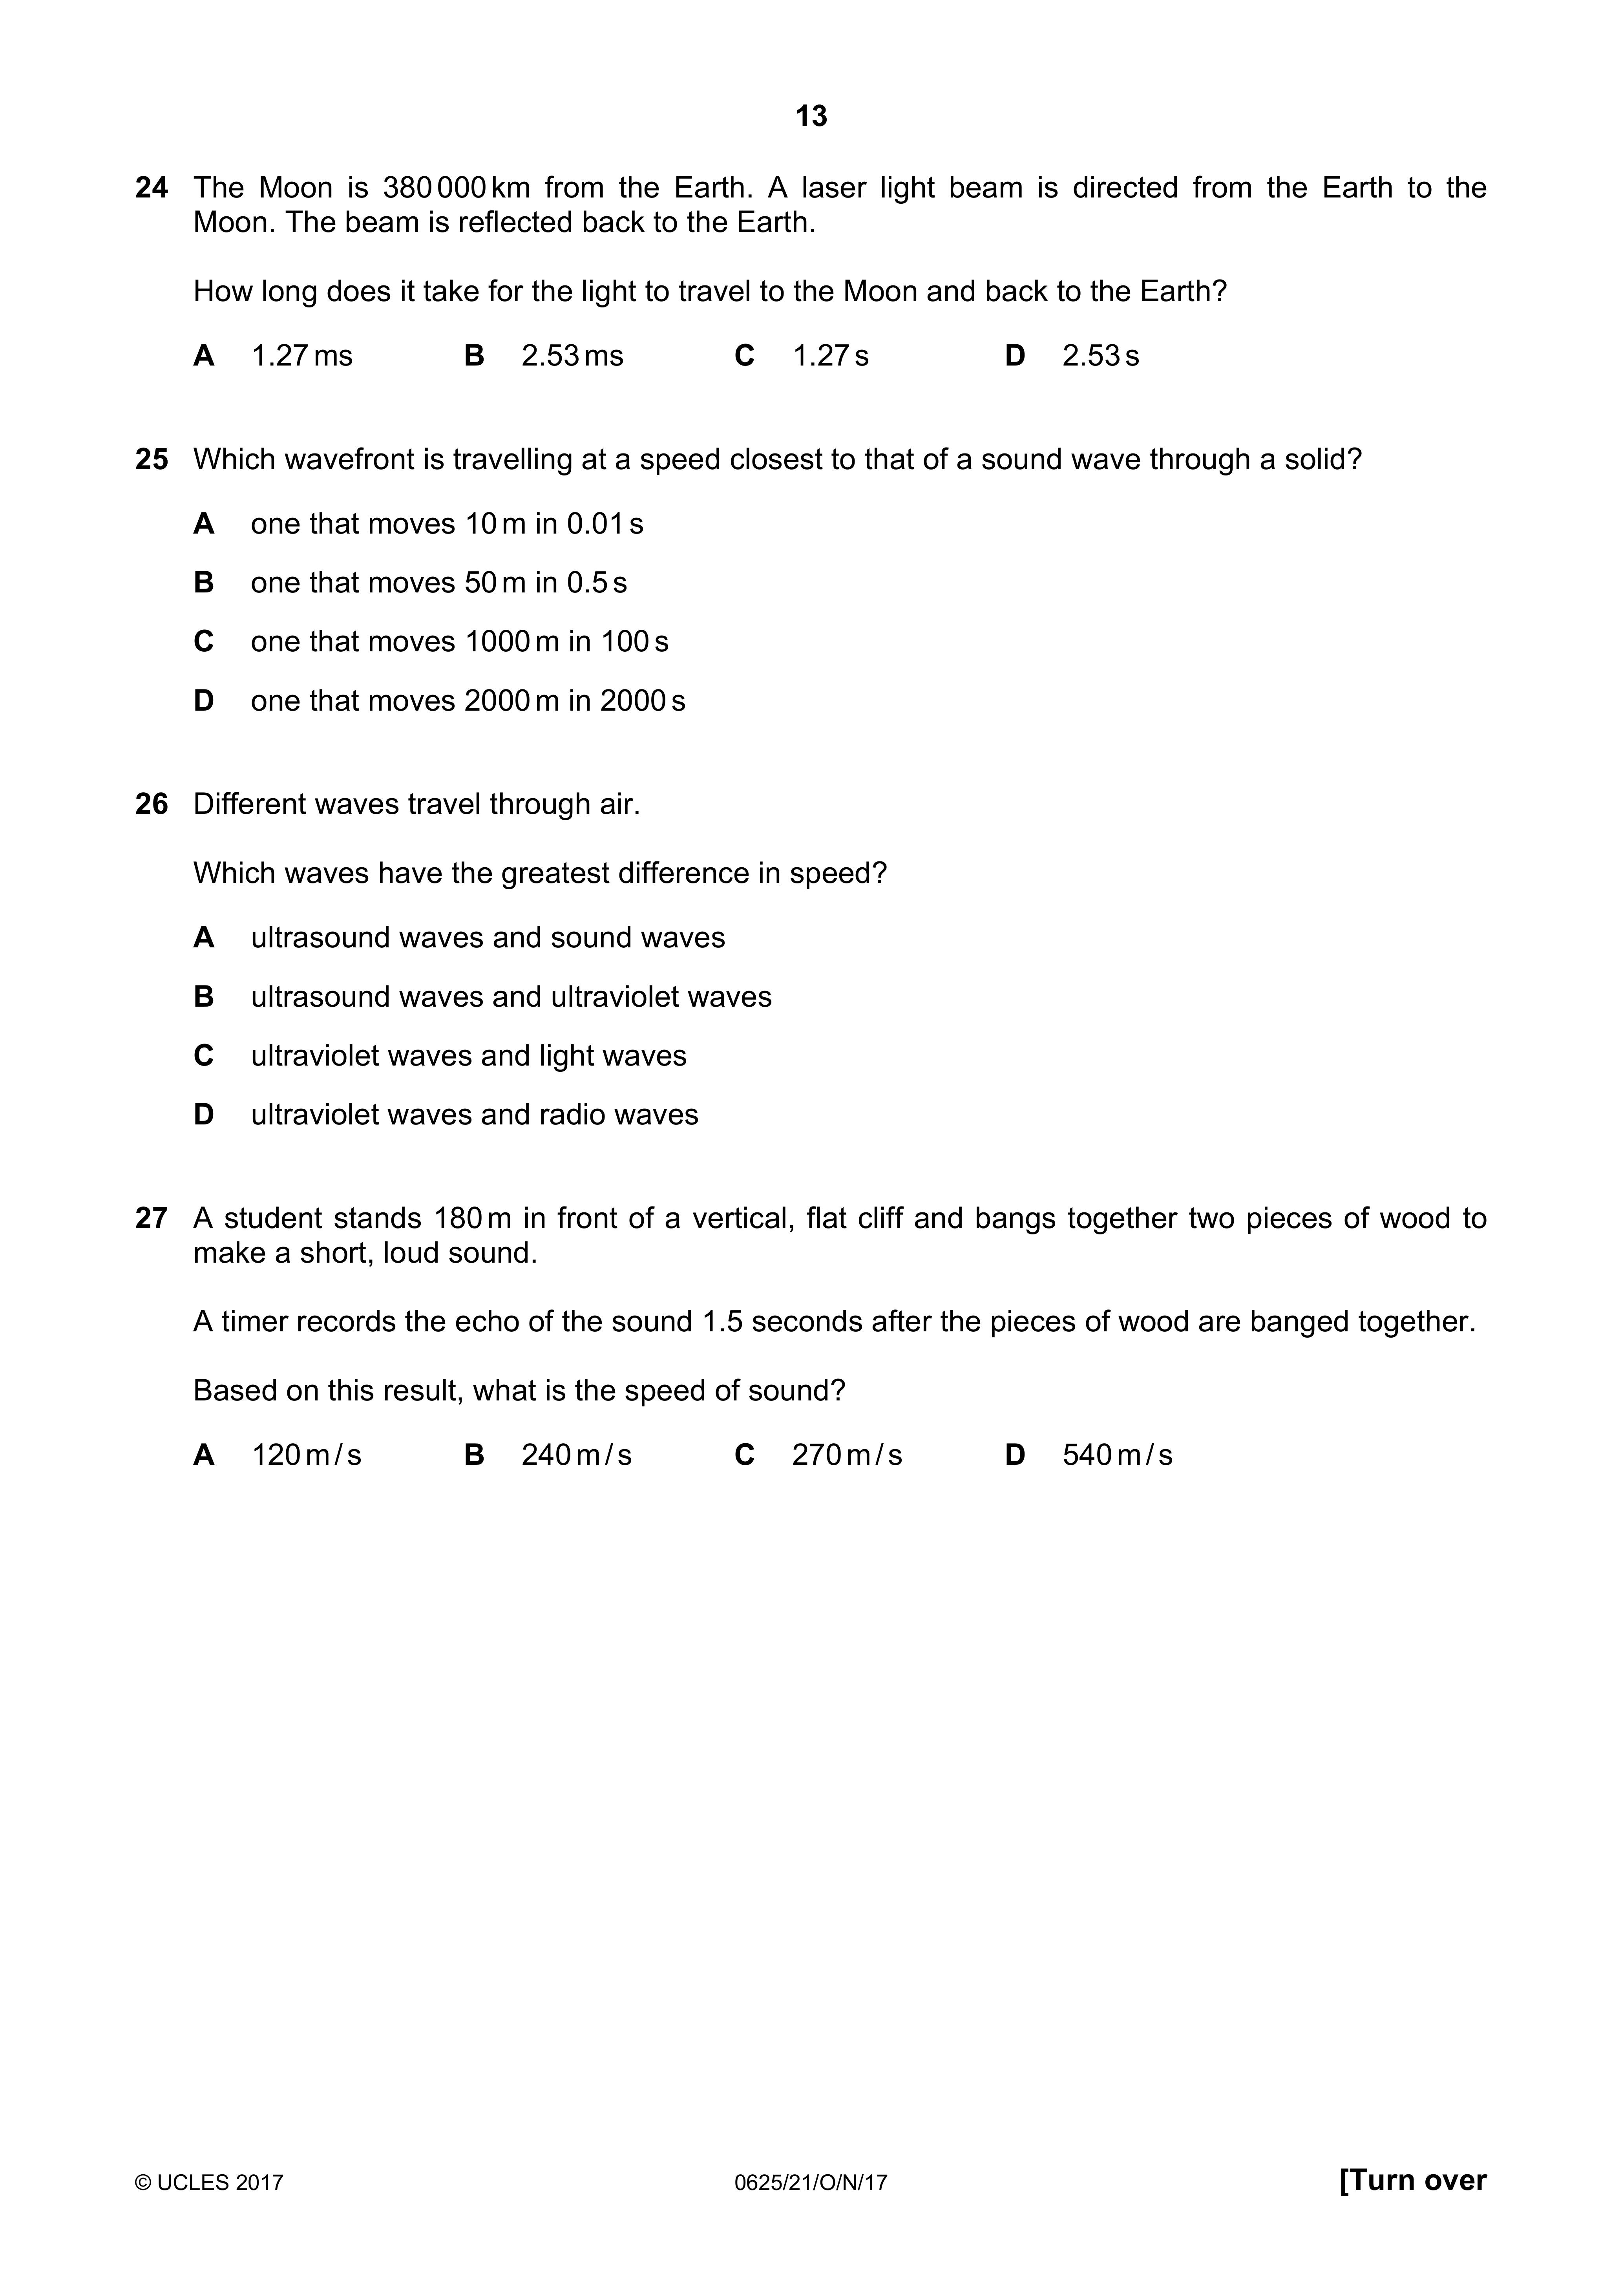 13
24 The Moon is 380 000 km from the Earth. A laser light beam is directed from the Earth to the
Moon. The beam is reflected back to the Earth.
How long does it take for the light to travel to the Moon and back to the Earth?
A 1.27 ms B 2.53 ms C 1.27 s D 2.53 s
25 Which wavefront is travelling at a speed closest to that of a sound wave through a solid?
A one that moves 10 m in 0.01 s
B one that moves 50 m in 0.5 s
C one that moves 1000 m in 100 s
D one that moves 2000 m in 2000 s
26 Different waves travel through air.
Which waves have the greatest difference in speed?
A ultrasound waves and sound waves
B ultrasound waves and ultraviolet waves
C ultraviolet waves and light waves
D ultraviolet waves and radio waves
27 A student stands 180 m in front of a vertical, flat cliff and bangs together two pieces of wood to
make a short, loud sound.
A timer records the echo of the sound 1.5 seconds after the pieces of wood are banged together.
Based on this result, what is the speed of sound?
A 120 m / s B 240 m / s C 270 m / s D 540 m / s
© UCLES 2017 0625/21/O/N/17 [Turn over